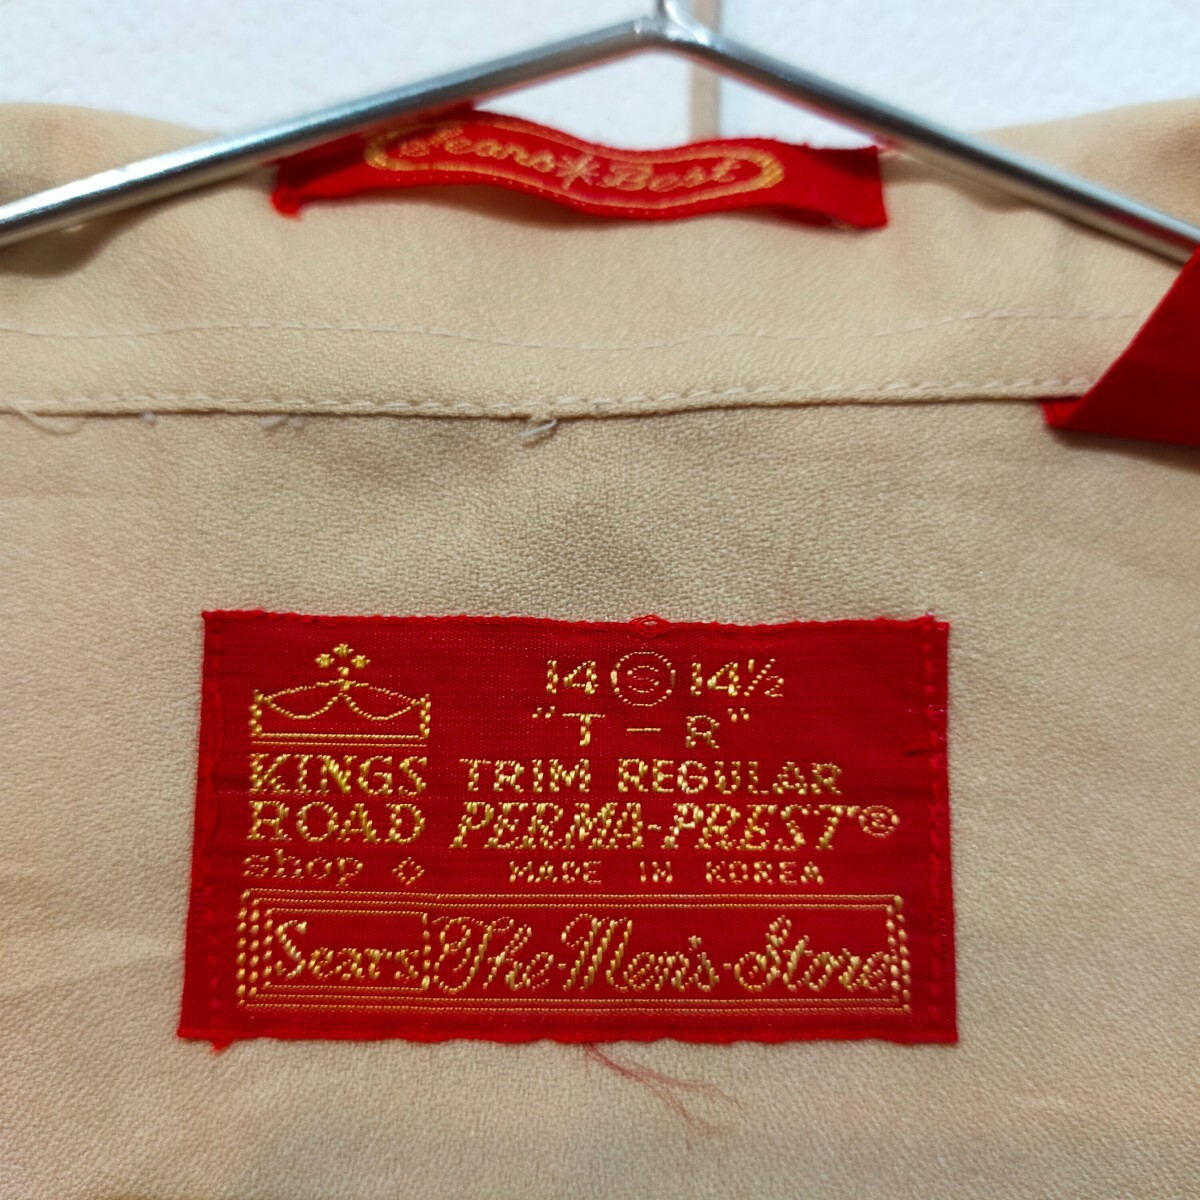 Sears*Best
14 S 14½
"T-R"
KINGS ROAD shop
TRIM REGULAR
PERMA-PREST®
MADE IN KOREA
Sears The-Men's-Store